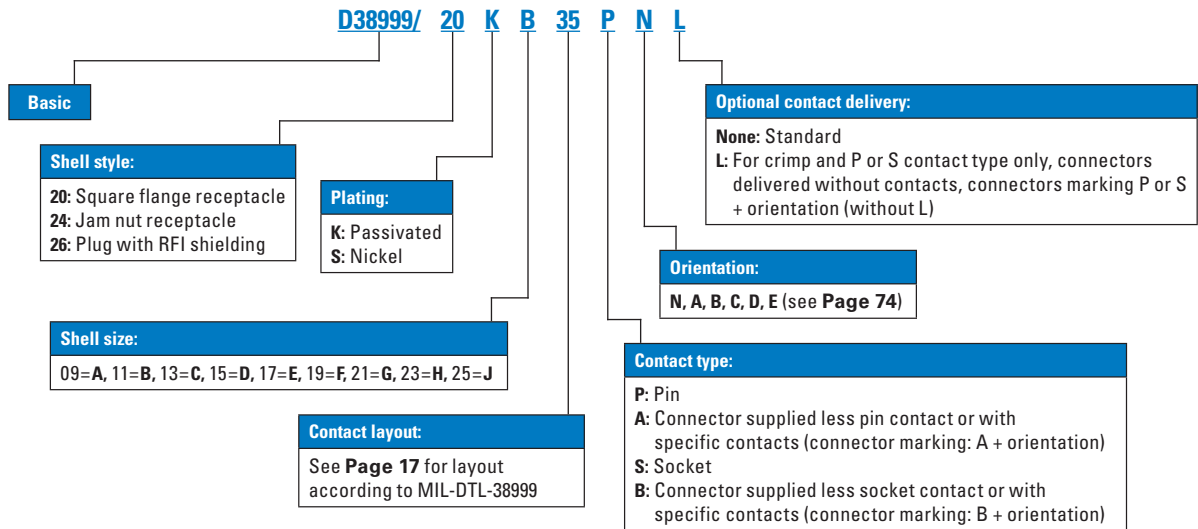 D38999/ 20 K B 35 P N L
Basic
Optional contact delivery:
None: Standard
L: For crimp and P or S contact type only, connectors
delivered without contacts, connectors marking P or S
+ orientation (without L)
Shell style:
20: Square flange receptacle
24: Jam nut receptacle
26: Plug with RFI shielding
Plating:
K: Passivated
S: Nickel
Orientation:
N, A, B, C, D, E (see Page 74)
Shell size:
09=A, 11=B, 13=C, 15=D, 17=E, 19=F, 21=G, 23=H, 25=J
Contact type:
P: Pin
A: Connector supplied less pin contact or with
specific contacts (connector marking: A + orientation)
S: Socket
B: Connector supplied less socket contact or with
specific contacts (connector marking: B + orientation)
Contact layout:
See Page 17 for layout
according to MIL-DTL-38999